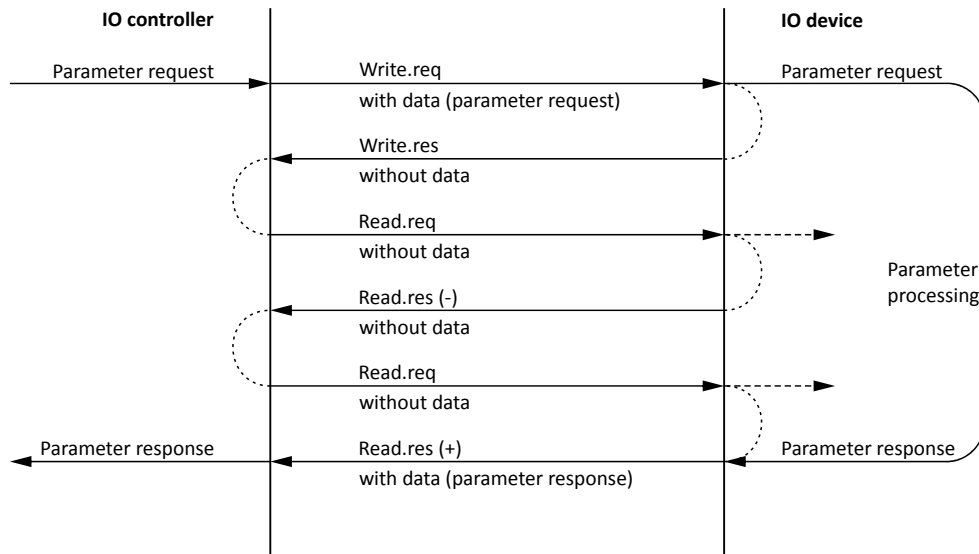 IO controller
IO device
Parameter request
Write.req
Parameter request
with data (parameter request)
Write.res
without data
Read.req
without data
Parameter
processing
Read.res (-)
without data
Read.req
without data
Parameter response
Read.res (+)
Parameter response
with data (parameter response)